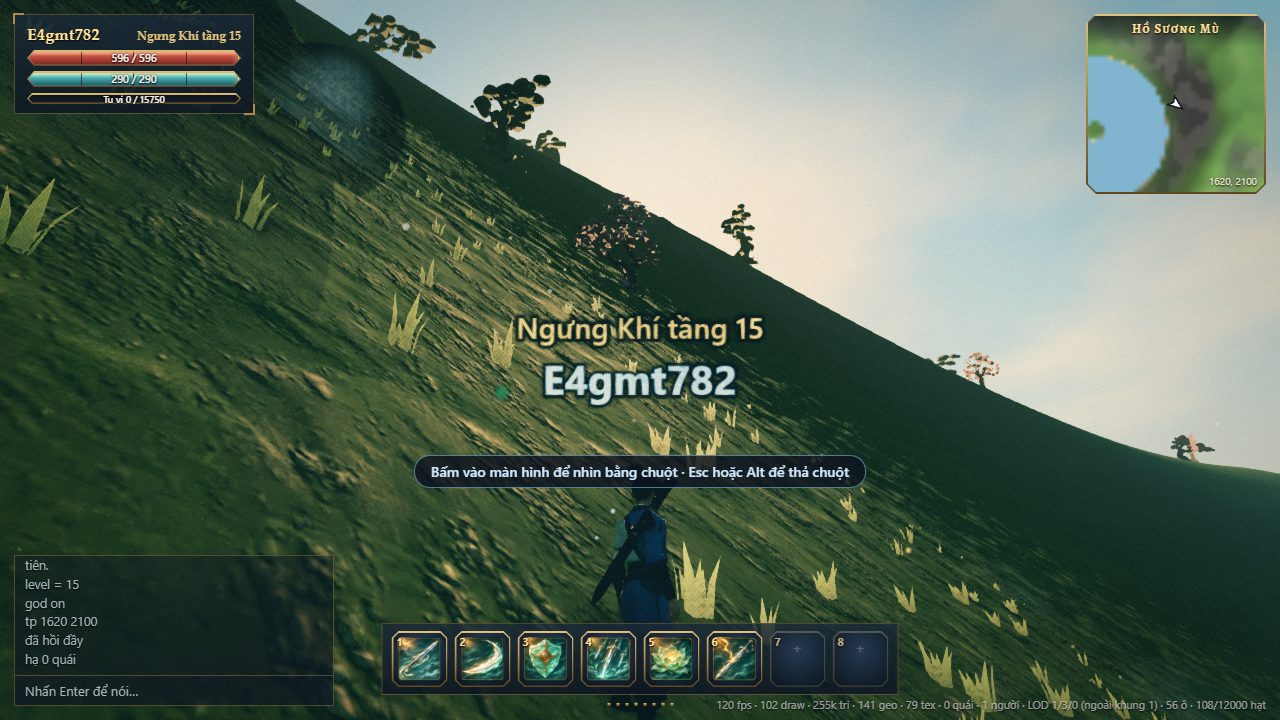 E4gmt782
Ngưng Khí tầng 15
596 / 596
290 / 290
Tu vi 0 / 15750
Hồ Sương Mù
1620, 2100
Ngưng Khí tầng 15
E4gmt782
Bấm vào màn hình để nhìn bằng chuột · Esc hoặc Alt để thả chuột
tiên.
level = 15
god on
tp 1620 2100
đã hồi đầy
hạ 0 quái
Nhấn Enter để nói...
1 2 3 4 5 6 7 8
120 fps · 102 draw · 255k tri · 141 geo · 79 tex · 0 quái · 1 người · LOD 1/3/0 (ngoài khung 1) · 56 ô · 108/12000 hạt